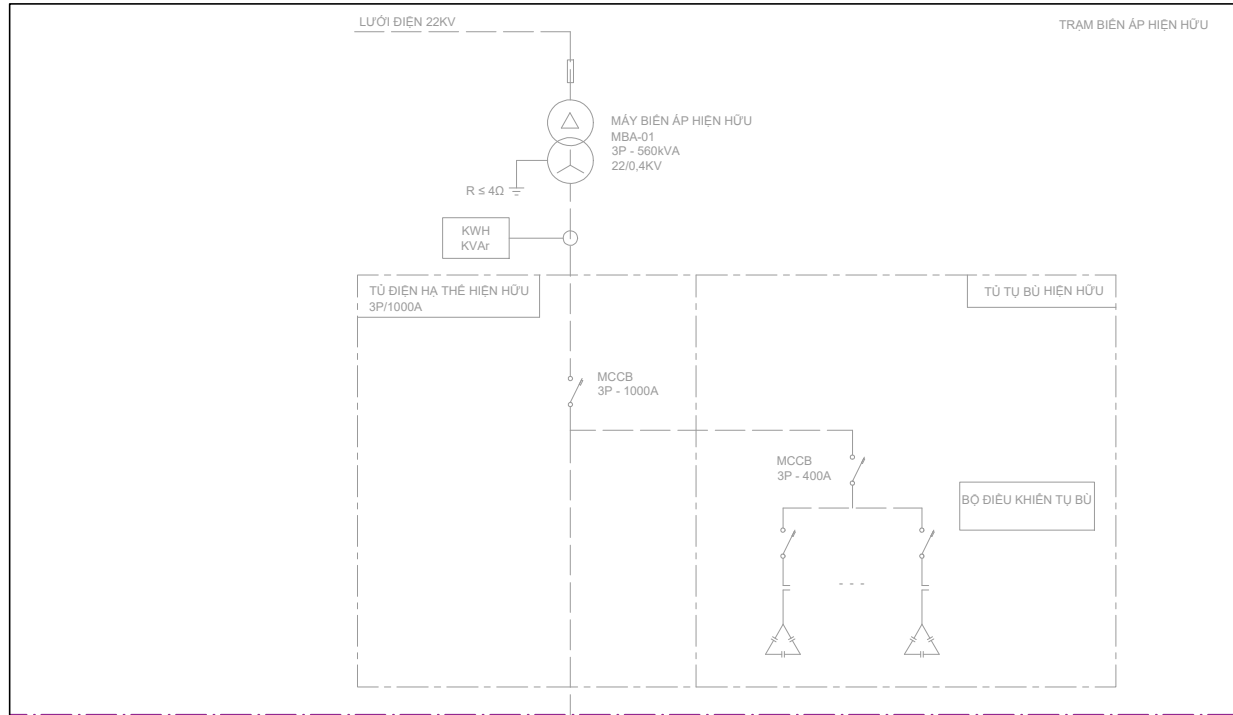 LƯỚI ĐIỆN 22KV
TRẠM BIẾN ÁP HIỆN HỮU
MÁY BIẾN ÁP HIỆN HỮU
MBA-01
3P - 560kVA
22/0,4KV
R ≤ 4Ω
KWH
KVAr
TỦ ĐIỆN HẠ THẾ HIỆN HỮU
3P/1000A
TỦ TỤ BÙ HIỆN HỮU
MCCB
3P - 1000A
MCCB
3P - 400A
BỘ ĐIỀU KHIỂN TỤ BÙ